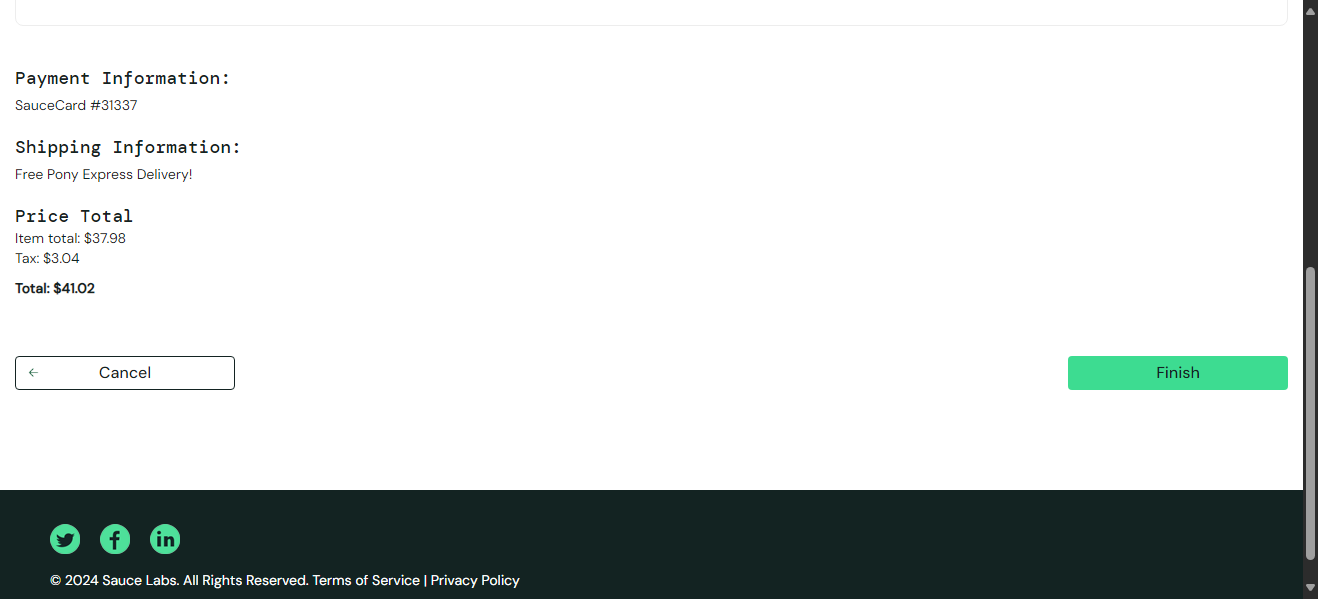 Payment Information:
SauceCard #31337
Shipping Information:
Free Pony Express Delivery!
Price Total
Item total: $37.98
Tax: $3.04
Total: $41.02
Cancel
Finish
© 2024 Sauce Labs. All Rights Reserved. Terms of Service | Privacy Policy